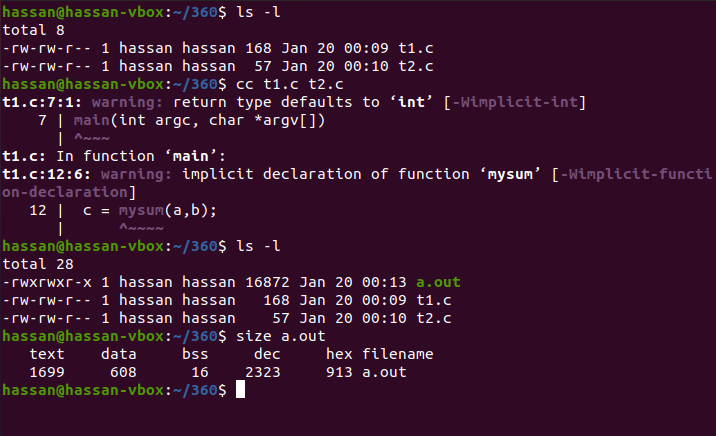 hassan@hassan-vbox:~/360$ ls -l
total 8
-rw-rw-r-- 1 hassan hassan 168 Jan 20 00:09 t1.c
-rw-rw-r-- 1 hassan hassan  57 Jan 20 00:10 t2.c
hassan@hassan-vbox:~/360$ cc t1.c t2.c
t1.c:7:1: warning: return type defaults to ‘int’ [-Wimplicit-int]
    7 | main(int argc, char *argv[])
      | ^~~~
t1.c: In function ‘main’:
t1.c:12:6: warning: implicit declaration of function ‘mysum’ [-Wimplicit-functi
on-declaration]
   12 |  c = mysum(a,b);
      |      ^~~~~
hassan@hassan-vbox:~/360$ ls -l
total 28
-rwxrwxr-x 1 hassan hassan 16872 Jan 20 00:13 a.out
-rw-rw-r-- 1 hassan hassan   168 Jan 20 00:09 t1.c
-rw-rw-r-- 1 hassan hassan    57 Jan 20 00:10 t2.c
hassan@hassan-vbox:~/360$ size a.out
   text	   data	    bss	    dec	    hex	filename
   1699	    608	     16	   2323	    913	a.out
hassan@hassan-vbox:~/360$